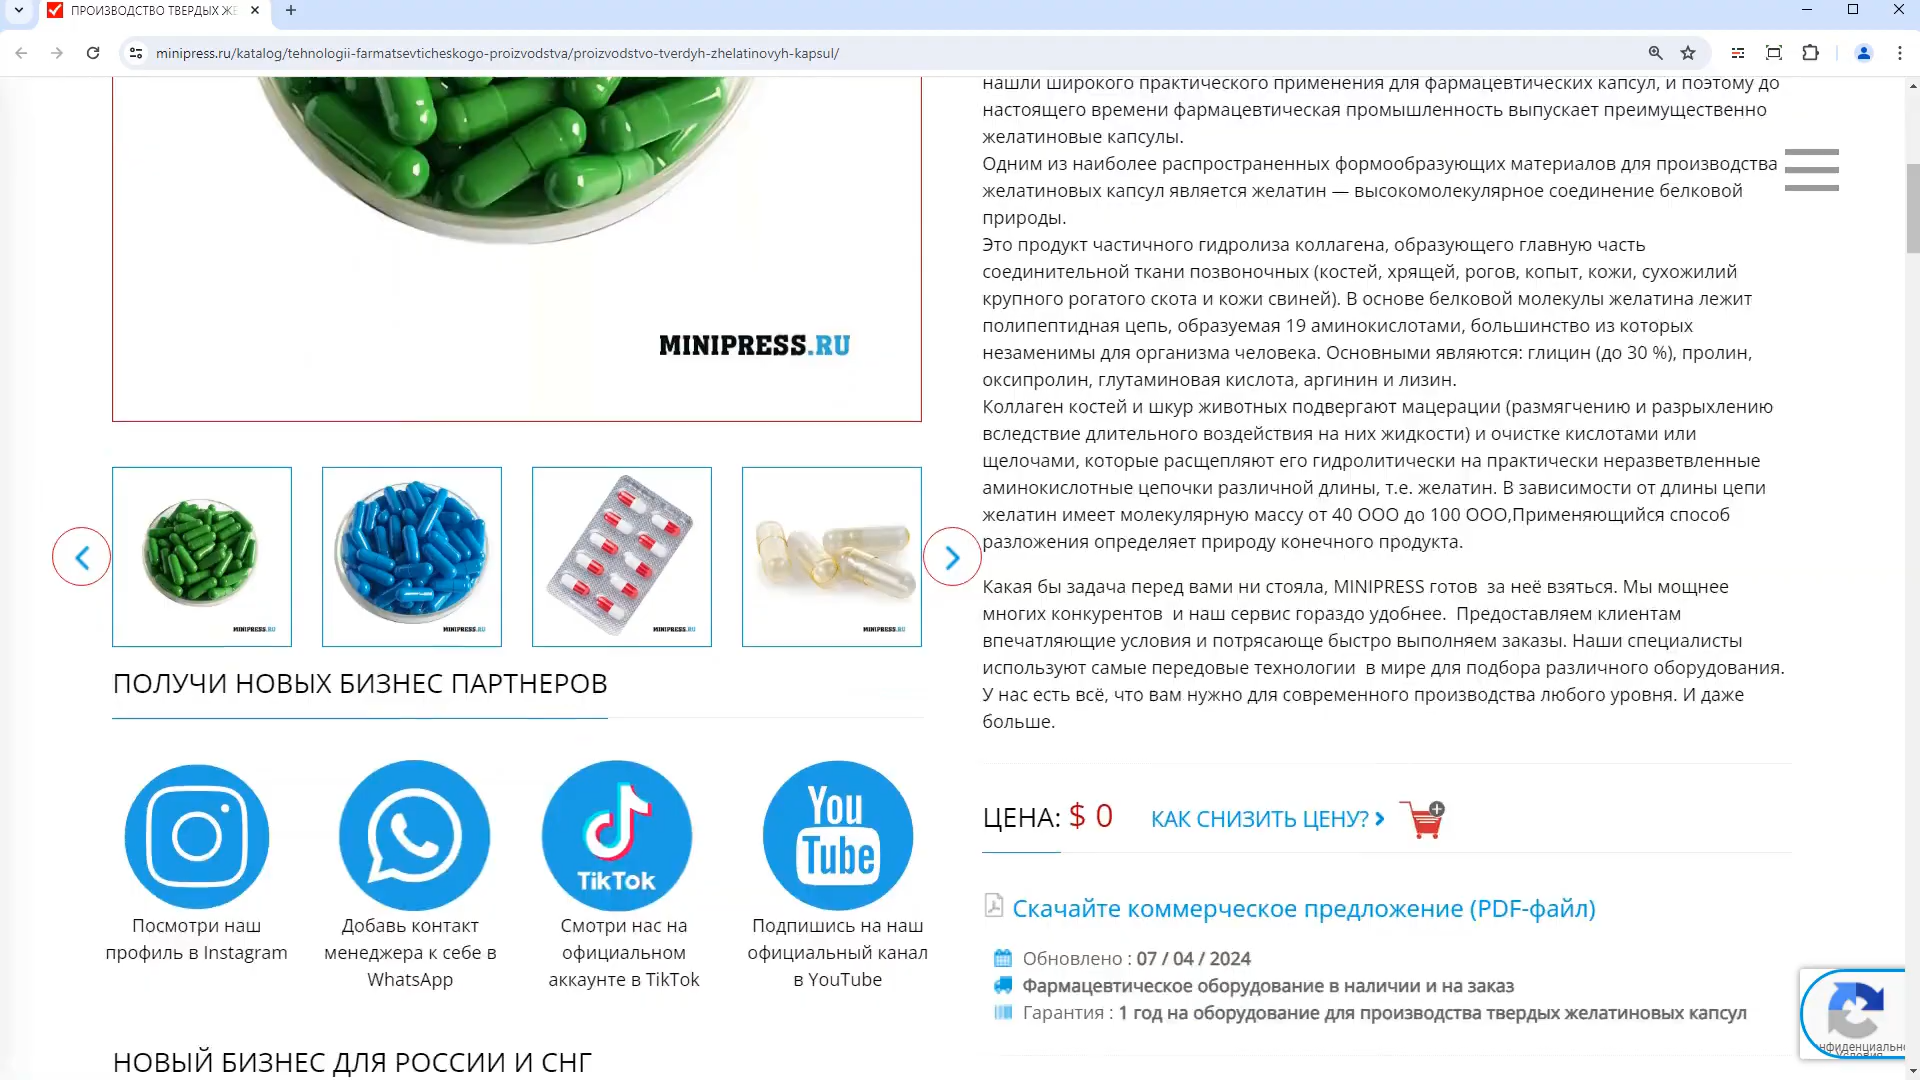 ПРОИЗВОДСТВО ТВЕРДЫХ ЖЕ
minipress.ru/katalog/tehnologii-farmatsevticheskogo-proizvodstva/proizvodstvo-tverdyh-zhelatinovyh-kapsul/
MINIPRESS.RU
MINIPRESS.RU
MINIPRESS.RU
MINIPRESS.RU
MINIPRESS.RU
ПОЛУЧИ НОВЫХ БИЗНЕС ПАРТНЕРОВ
You
Tube
TikTok
Посмотри наш
профиль в Instagram
Добавь контакт
менеджера к себе в
WhatsApp
Смотри нас на
официальном
аккаунте в TikTok
Подпишись на наш
официальный канал
в YouTube
НОВЫЙ БИЗНЕС ДЛЯ РОССИИ И СНГ
нашли широкого практического применения для фармацевтических капсул, и поэтому до
настоящего времени фармацевтическая промышленность выпускает преимущественно
желатиновые капсулы.
Одним из наиболее распространенных формообразующих материалов для производства
желатиновых капсул является желатин — высокомолекулярное соединение белковой
природы.
Это продукт частичного гидролиза коллагена, образующего главную часть
соединительной ткани позвоночных (костей, хрящей, рогов, копыт, кожи, сухожилий
крупного рогатого скота и кожи свиней). В основе белковой молекулы желатина лежит
полипептидная цепь, образуемая 19 аминокислотами, большинство из которых
незаменимы для организма человека. Основными являются: глицин (до 30 %), пролин,
оксипролин, глутаминовая кислота, аргинин и лизин.
Коллаген костей и шкур животных подвергают мацерации (размягчению и разрыхлению
вследствие длительного воздействия на них жидкости) и очистке кислотами или
щелочами, которые расщепляют его гидролитически на практически неразветвленные
аминокислотные цепочки различной длины, т.е. желатин. В зависимости от длины цепи
желатин имеет молекулярную массу от 40 ООО до 100 ООО,Применяющийся способ
разложения определяет природу конечного продукта.
Какая бы задача перед вами ни стояла, MINIPRESS готов за неё взяться. Мы мощнее
многих конкурентов и наш сервис гораздо удобнее. Предоставляем клиентам
впечатляющие условия и потрясающе быстро выполняем заказы. Наши специалисты
используют самые передовые технологии в мире для подбора различного оборудования.
У нас есть всё, что вам нужно для современного производства любого уровня. И даже
больше.
ЦЕНА: $ 0 КАК СНИЗИТЬ ЦЕНУ?
Скачайте коммерческое предложение (PDF-файл)
Обновлено : 07 / 04 / 2024
Фармацевтическое оборудование в наличии и на заказ
Гарантия : 1 год на оборудование для производства твердых желатиновых капсул
нфиденциальн